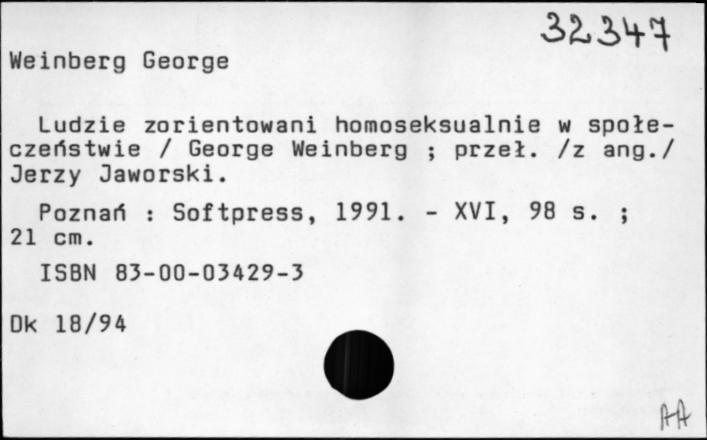 32347
Weinberg George
Ludzie zorientowani homoseksualnie w społe-
czeństwie / George Weinberg ; przeł. /z ang./
Jerzy Jaworski.
Poznań : Softpress, 1991. - XVI, 98 s. ;
21 cm.
ISBN 83-00-03429-3
Dk 18/94
AA